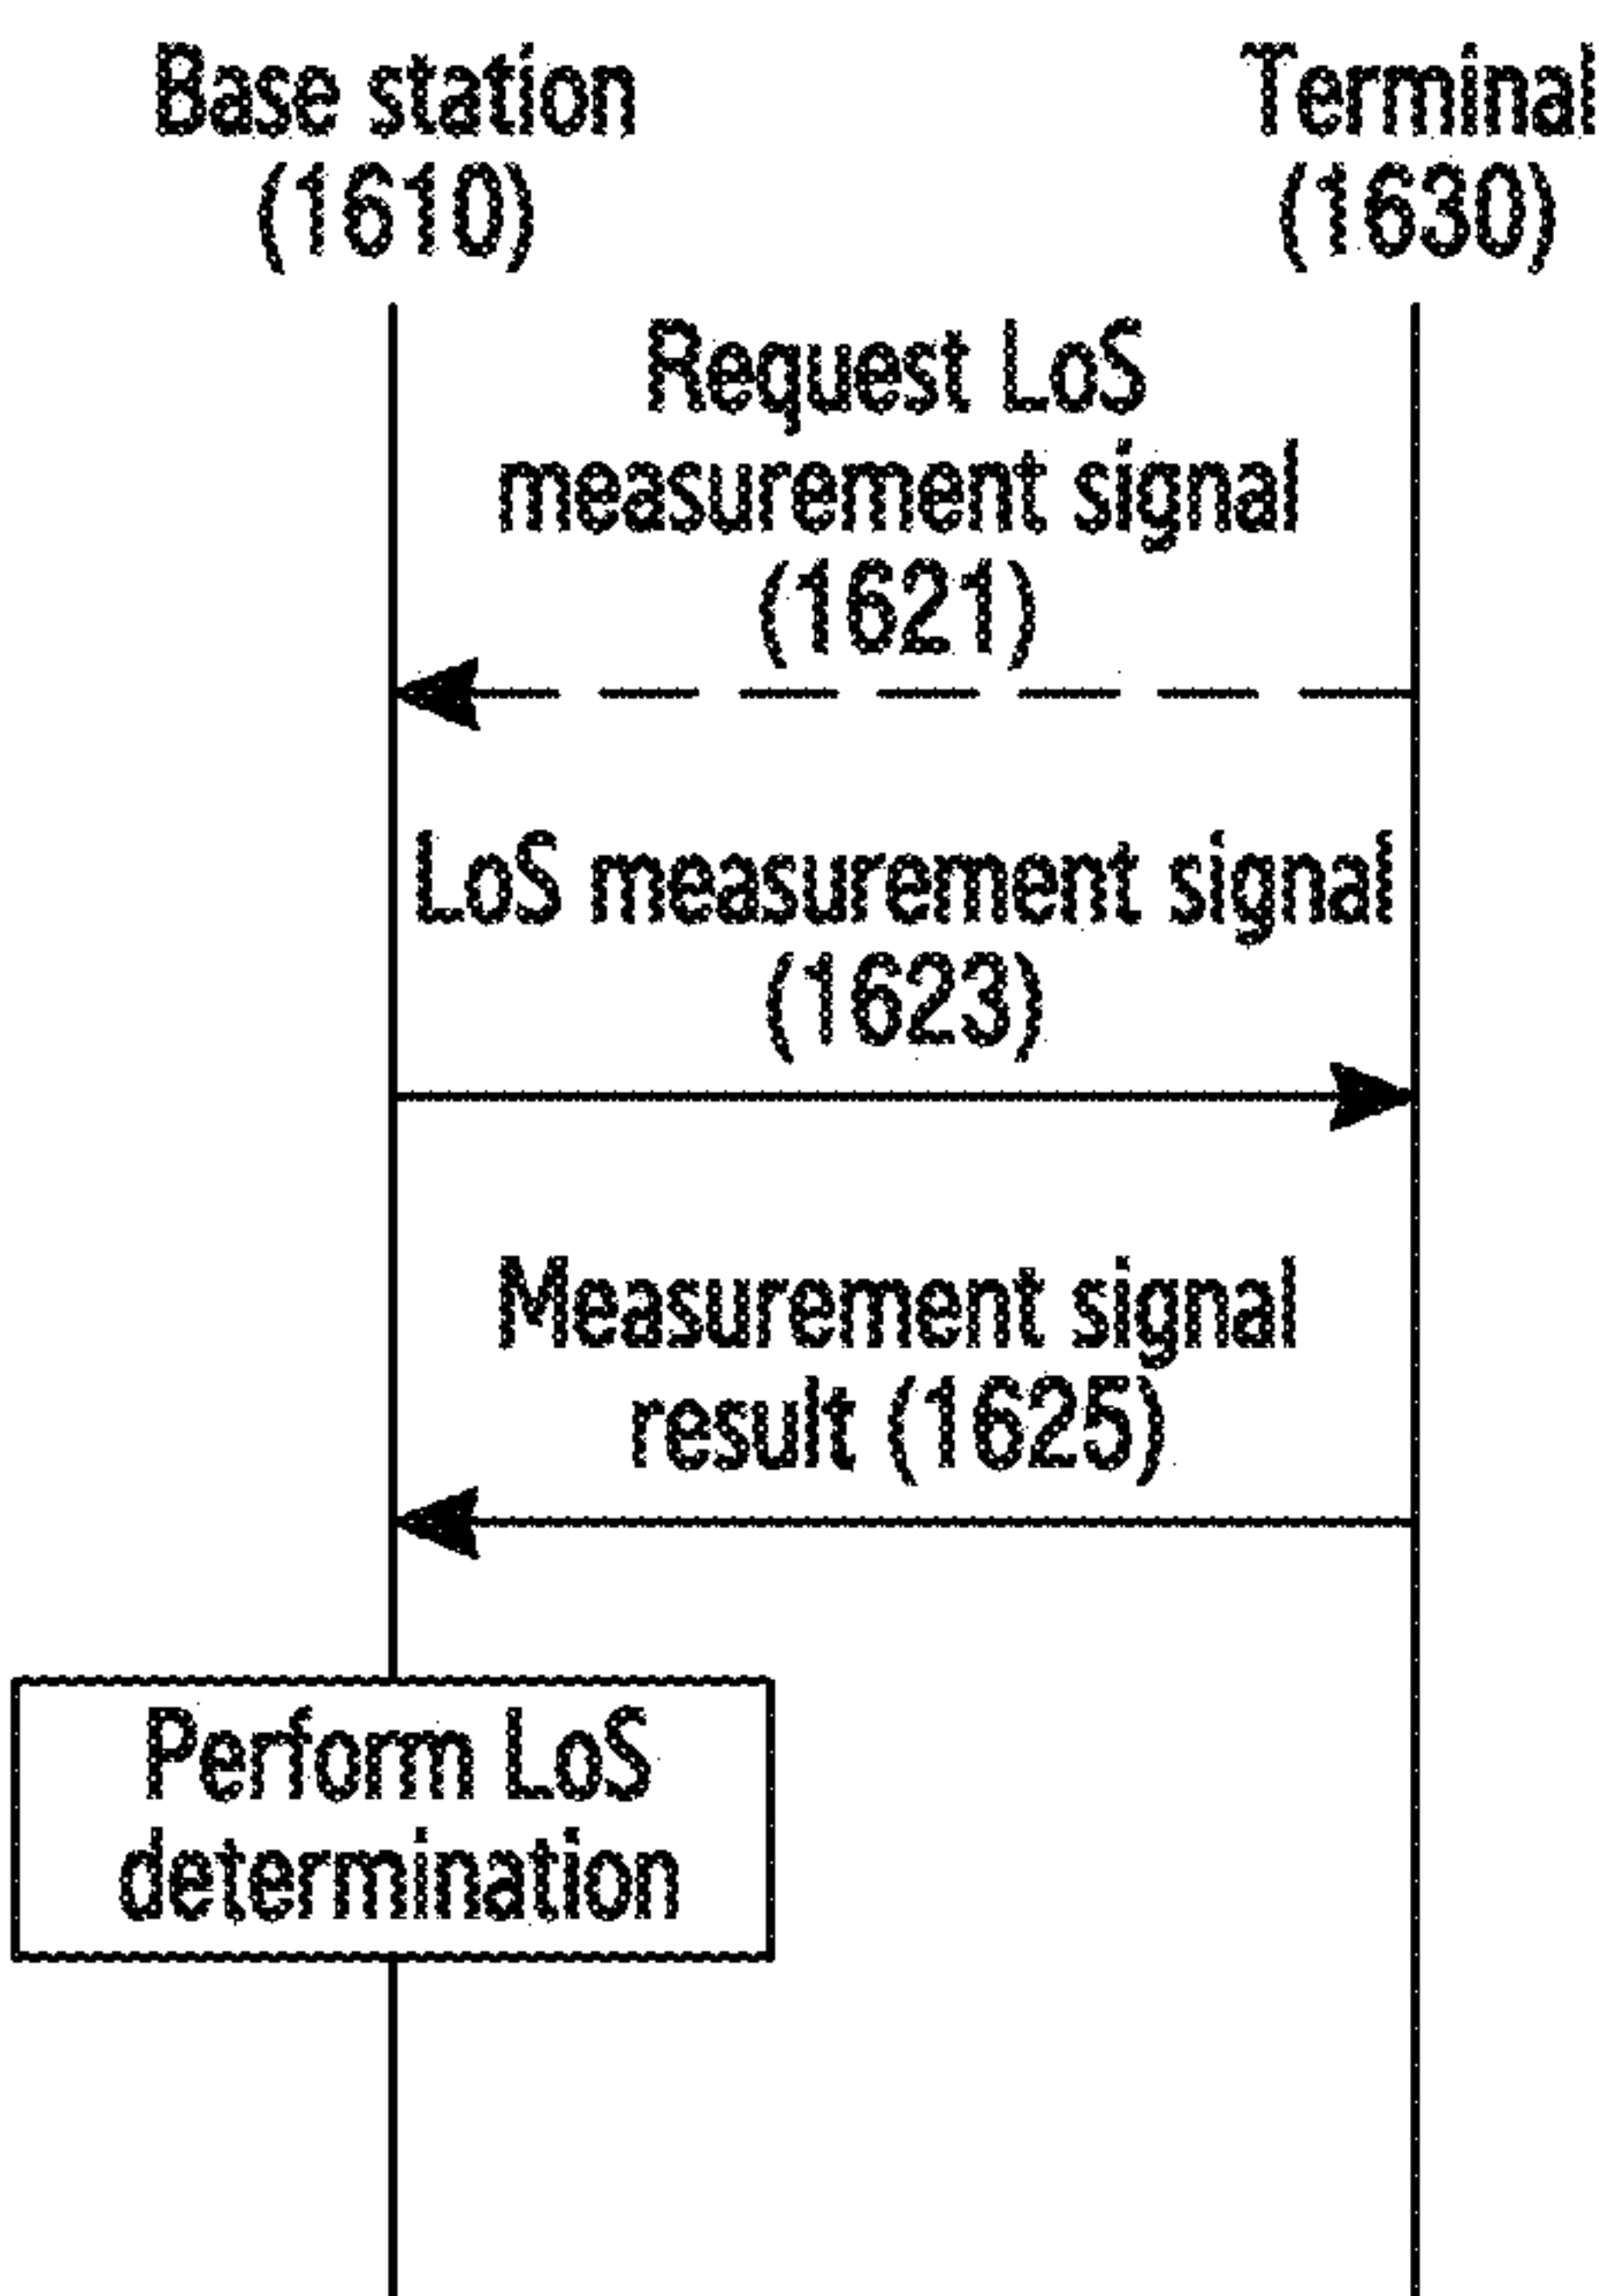 Base station
(1610)
Terminal
(1630)
Request LoS
measurement signal
(1621)
LoS measurement signal
(1623)
Measurement signal
result (1625)
Perform LoS
determination